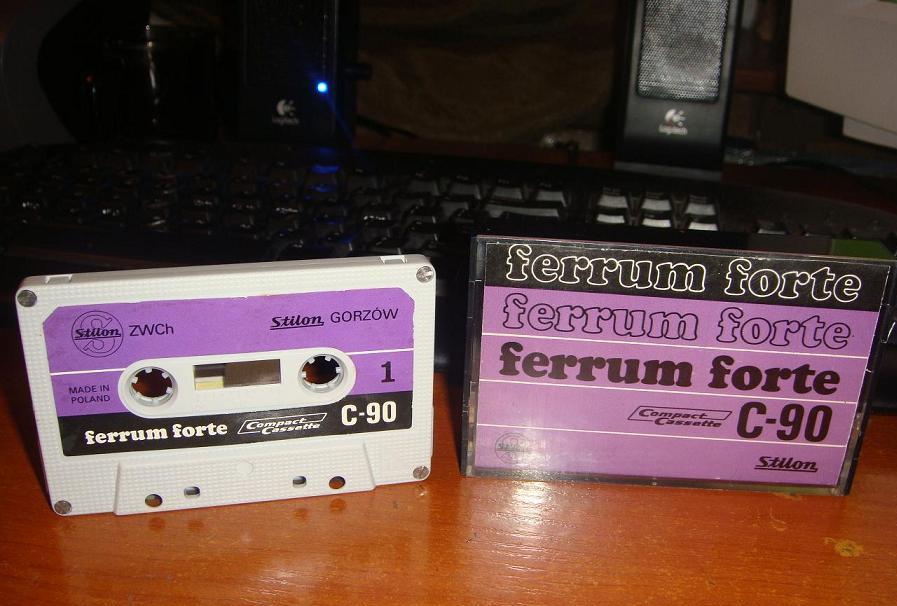 Logitech
Logitech
Stilon ZWCh
Stilon GORZÓW
MADE IN
POLAND
1
ferrum forte
Compact
Cassette
C-90
ferrum forte
ferrum forte
ferrum forte
Compact
Cassette
C-90
Stilon
Stilon